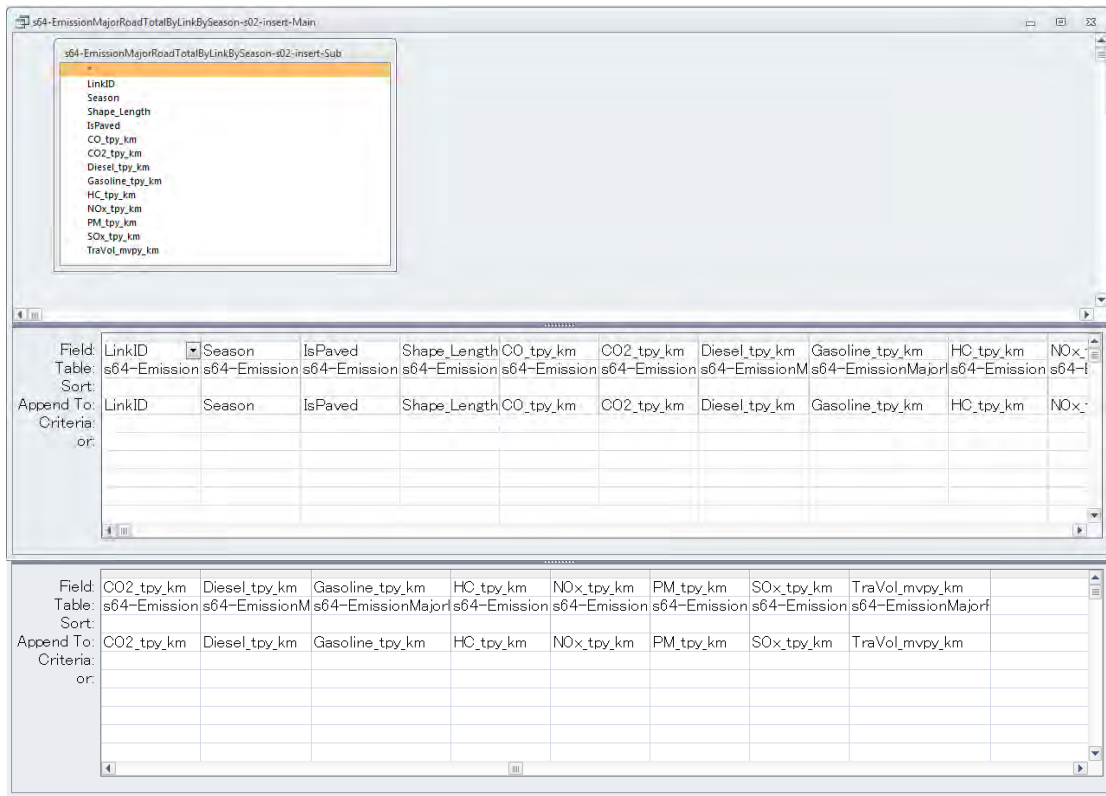 s64-EmissionMajorRoadTotalByLinkBySeason-s02-insert-Main
s64-EmissionMajorRoadTotalByLinkBySeason-s02-insert-Sub
*
LinkID
Season
Shape_Length
IsPaved
CO_tpy_km
CO2_tpy_km
Diesel_tpy_km
Gasoline_tpy_km
HC_tpy_km
NOx_tpy_km
PM_tpy_km
SOx_tpy_km
TraVol_mvpy_km
Field: LinkID Season IsPaved Shape_Length CO_tpy_km CO2_tpy_km Diesel_tpy_km Gasoline_tpy_km HC_tpy_km NOx_
Table: s64-Emission s64-Emission s64-Emission s64-Emission s64-Emission s64-Emission s64-EmissionM s64-EmissionMajor s64-Emission s64-
Sort:
Append To: LinkID Season IsPaved Shape_Length CO_tpy_km CO2_tpy_km Diesel_tpy_km Gasoline_tpy_km HC_tpy_km NOx_
Criteria:
or:
Field: CO2_tpy_km Diesel_tpy_km Gasoline_tpy_km HC_tpy_km NOx_tpy_km PM_tpy_km SOx_tpy_km TraVol_mvpy_km
Table: s64-Emission s64-EmissionM s64-EmissionMajor s64-Emission s64-Emission s64-Emission s64-Emission s64-EmissionMajor
Sort:
Append To: CO2_tpy_km Diesel_tpy_km Gasoline_tpy_km HC_tpy_km NOx_tpy_km PM_tpy_km SOx_tpy_km TraVol_mvpy_km
Criteria:
or: